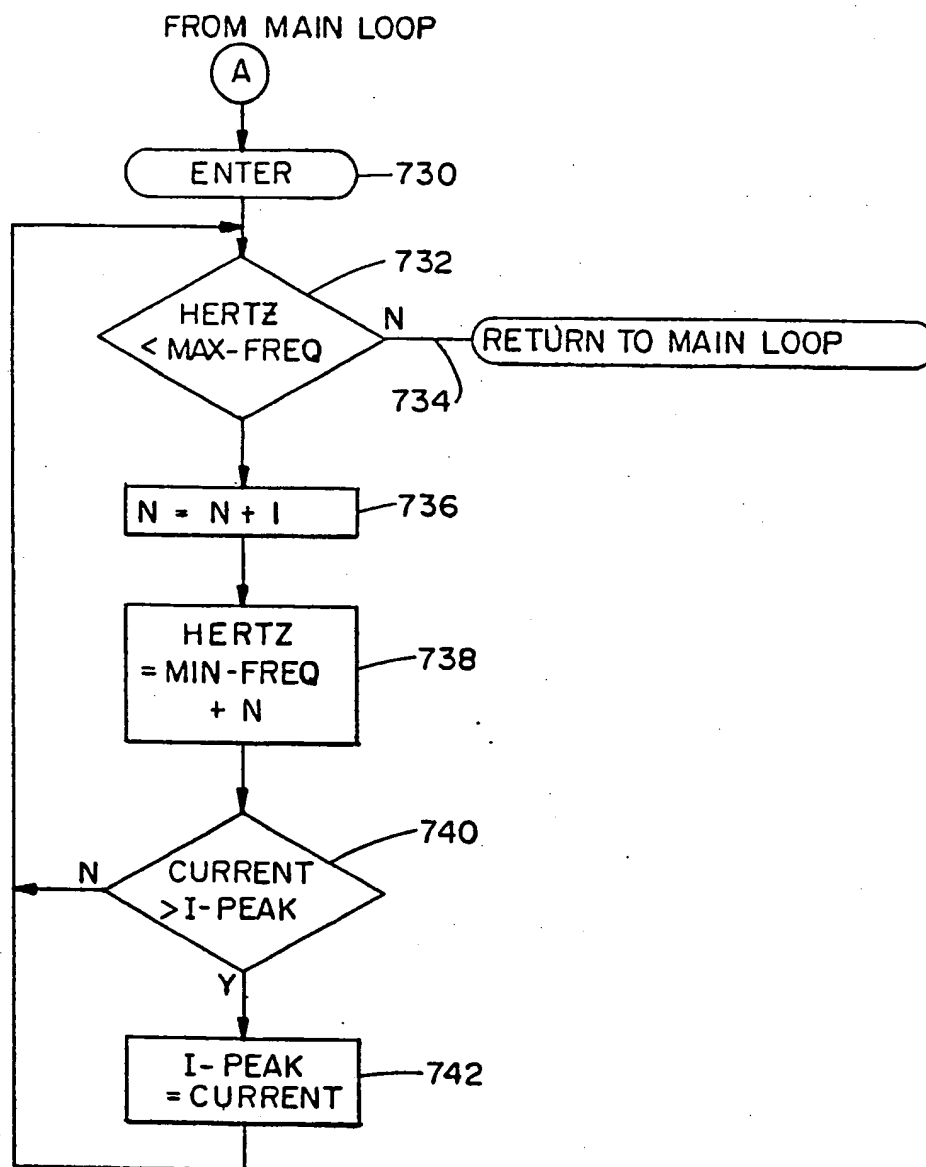 FROM MAIN LOOP
A
ENTER
730
732
HERTZ
< MAX-FREQ
N
RETURN TO MAIN LOOP
734
N = N + 1
736
HERTZ
= MIN-FREQ
+ N
738
740
N
CURRENT
> I-PEAK
Y
I-PEAK
= CURRENT
742